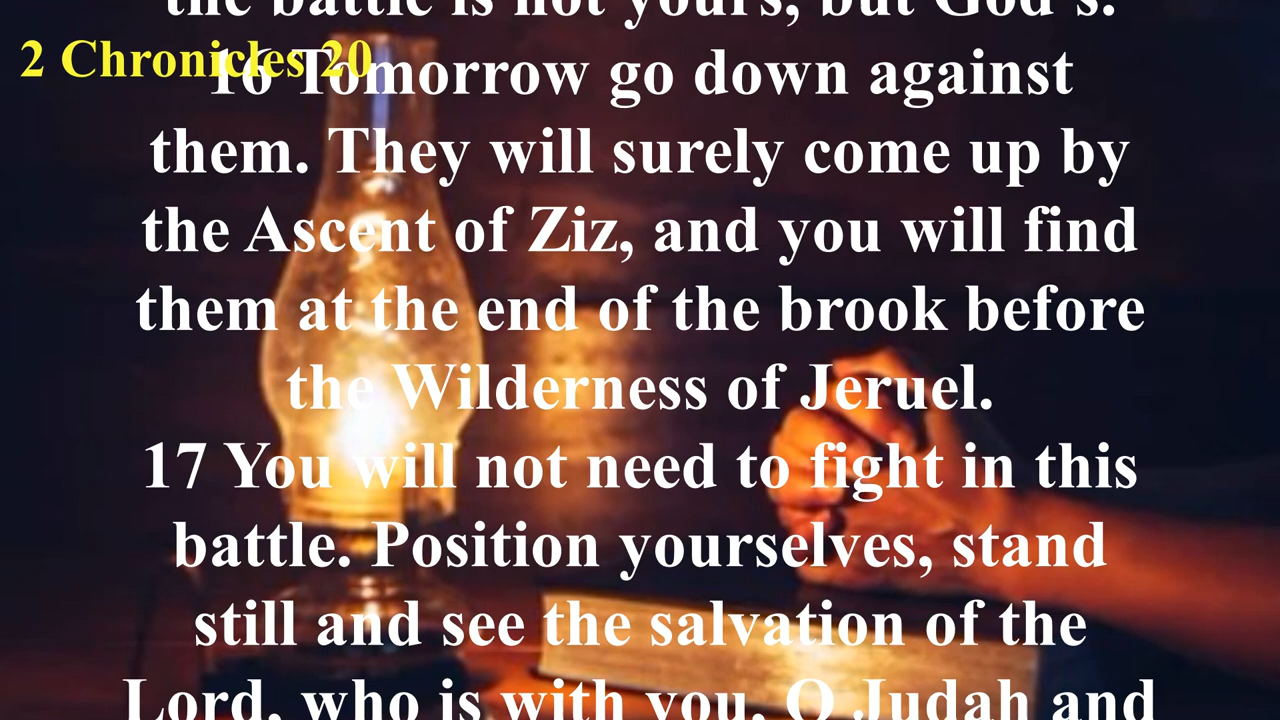 the battle is not yours, but God's.
2 Chronicles 20
16 Tomorrow go down against
them. They will surely come up by
the Ascent of Ziz, and you will find
them at the end of the brook before
the Wilderness of Jeruel.
17 You will not need to fight in this
battle. Position yourselves, stand
still and see the salvation of the
Lord, who is with you, O Judah and